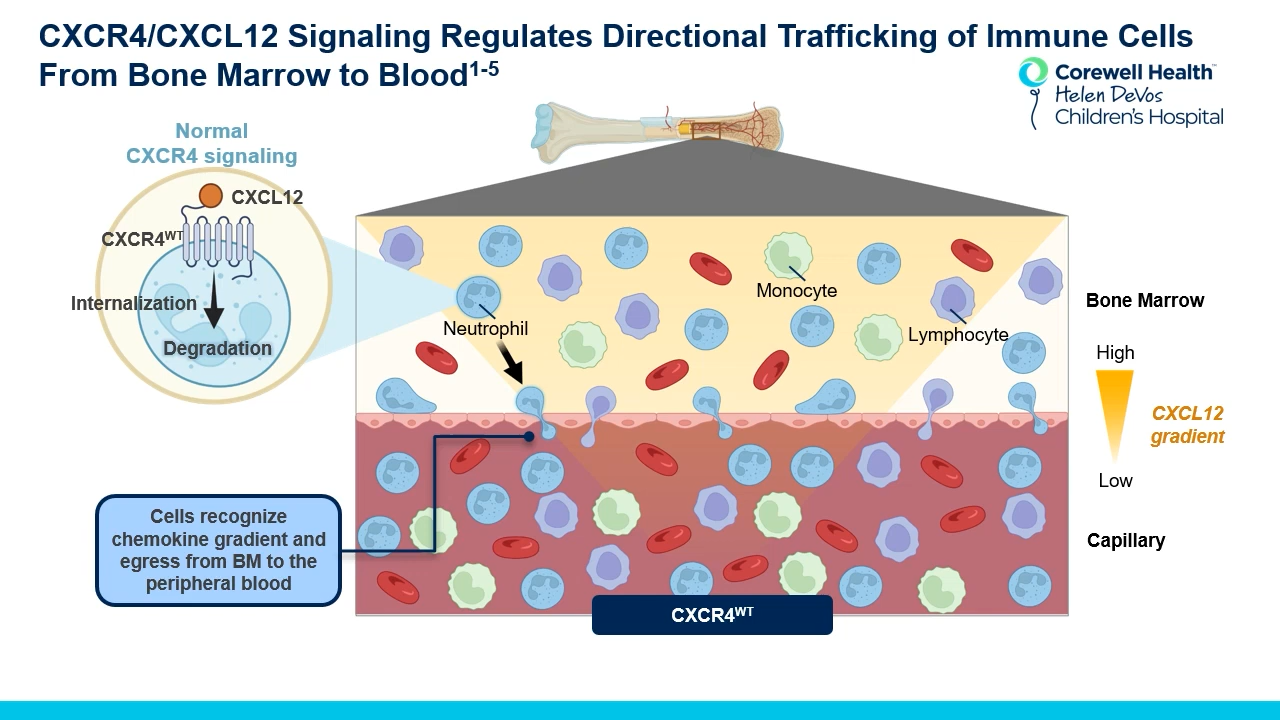 CXCR4/CXCL12 Signaling Regulates Directional Trafficking of Immune Cells
From Bone Marrow to Blood¹⁻⁵
Corewell Health™
Helen DeVos
Children's Hospital
Normal
CXCR4 signaling
CXCL12
CXCR4ᵂᵀ
Internalization
Degradation
Neutrophil
Monocyte
Lymphocyte
Bone Marrow
High
CXCL12
gradient
Low
Capillary
Cells recognize
chemokine gradient and
egress from BM to the
peripheral blood
CXCR4ᵂᵀ